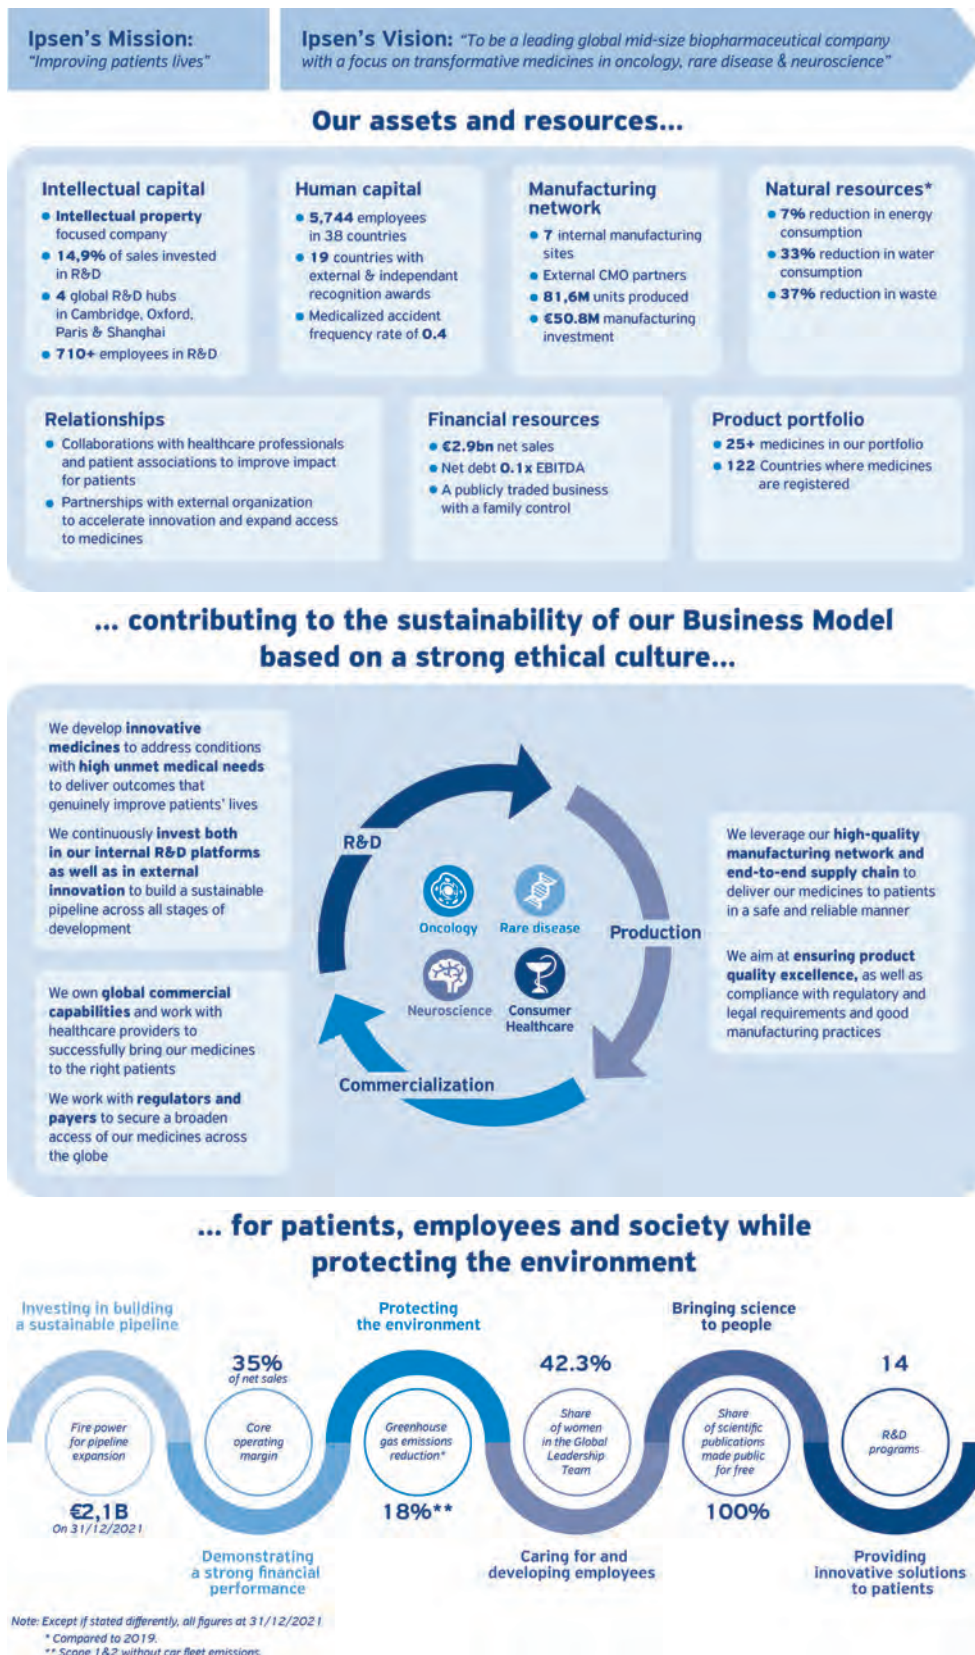 Ipsen's Mission:
"Improving patients lives"
Ipsen's Vision: "To be a leading global mid-size biopharmaceutical company
with a focus on transformative medicines in oncology, rare disease & neuroscience"
Our assets and resources...
Intellectual capital
• Intellectual property
focused company
• 14,9% of sales invested
in R&D
• 4 global R&D hubs
in Cambridge, Oxford,
Paris & Shanghai
• 710+ employees in R&D
Human capital
• 5,744 employees
in 38 countries
• 19 countries with
external & independant
recognition awards
• Medicalized accident
frequency rate of 0.4
Manufacturing
network
• 7 internal manufacturing
sites
• External CMO partners
• 81,6M units produced
• €50.8M manufacturing
investment
Natural resources*
• 7% reduction in energy
consumption
• 33% reduction in water
consumption
• 37% reduction in waste
Relationships
• Collaborations with healthcare professionals
and patient associations to improve impact
for patients
• Partnerships with external organization
to accelerate innovation and expand access
to medicines
Financial resources
• €2.9bn net sales
• Net debt 0.1x EBITDA
• A publicly traded business
with a family control
Product portfolio
• 25+ medicines in our portfolio
• 122 Countries where medicines
are registered
... contributing to the sustainability of our Business Model
based on a strong ethical culture...
We develop innovative
medicines to address conditions
with high unmet medical needs
to deliver outcomes that
genuinely improve patients' lives
We continuously invest both
in our internal R&D platforms
as well as in external
innovation to build a sustainable
pipeline across all stages of
development
We own global commercial
capabilities and work with
healthcare providers to
successfully bring our medicines
to the right patients
We work with regulators and
payers to secure a broaden
access of our medicines across
the globe
R&D
Oncology
Rare disease
Neuroscience
Consumer
Healthcare
Production
Commercialization
We leverage our high-quality
manufacturing network and
end-to-end supply chain to
deliver our medicines to patients
in a safe and reliable manner
We aim at ensuring product
quality excellence, as well as
compliance with regulatory and
legal requirements and good
manufacturing practices
... for patients, employees and society while
protecting the environment
Investing in building
a sustainable pipeline
Fire power
for pipeline
expansion
€2,1B
On 31/12/2021
35%
of net sales
Core
operating
margin
Demonstrating
a strong financial
performance
Protecting
the environment
Greenhouse
gas emissions
reduction*
18%**
42.3%
Share
of women
in the Global
Leadership
Team
Caring for and
developing employees
Bringing science
to people
Share
of scientific
publications
made public
for free
100%
14
R&D
programs
Providing
innovative solutions
to patients
Note: Except if stated differently, all figures at 31/12/2021
* Compared to 2019.
** Scope 1&2 without car fleet emissions.